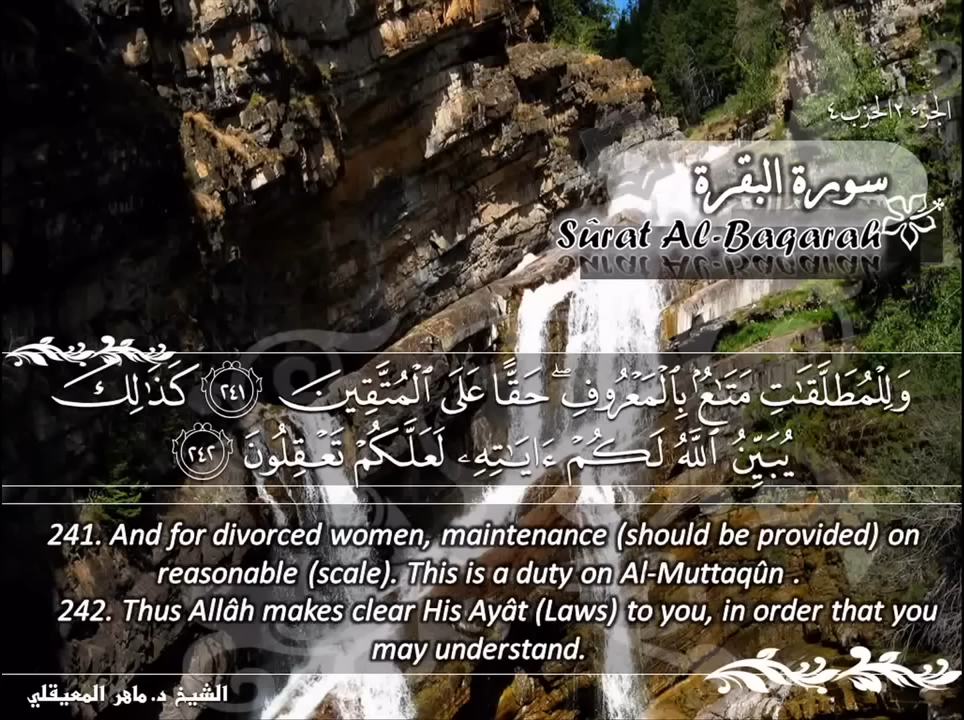 الجزء ٢ الحزب ٤
سورة البقرة
Sûrat Al-Baqarah
وَلِلْمُطَلَّقَٰتِ مَتَٰعٌۢ بِٱلْمَعْرُوفِ ۖ حَقًّا عَلَى ٱلْمُتَّقِينَ ٢٤١ كَذَٰلِكَ
يُبَيِّنُ ٱللَّهُ لَكُمْ ءَايَٰتِهِۦ لَعَلَّكُمْ تَعْقِلُونَ ٢٤٢
241. And for divorced women, maintenance (should be provided) on
reasonable (scale). This is a duty on Al-Muttaqûn .
242. Thus Allâh makes clear His Ayât (Laws) to you, in order that you
may understand.
الشيخ د. ماهر المعيقلي